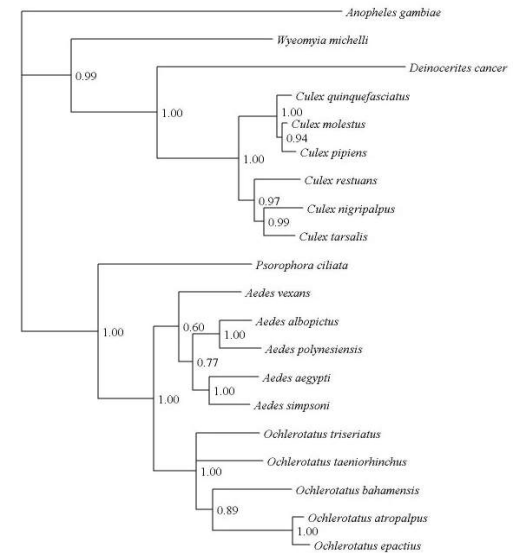 Anopheles gambiae
Wyeomyia michelli
Deinocerites cancer
0.99
Culex quinquefasciatus
1.00
1.00
Culex molestus
0.94
Culex pipiens
1.00
Culex restuans
0.97
Culex nigripalpus
0.99
Culex tarsalis
Psorophora ciliata
Aedes vexans
Aedes albopictus
0.60
1.00
1.00
Aedes polynesiensis
0.77
Aedes aegypti
1.00
1.00
Aedes simpsoni
Ochlerotatus triseriatus
Ochlerotatus taeniorhinchus
1.00
Ochlerotatus bahamensis
0.89
Ochlerotatus atropalpus
1.00
Ochlerotatus epactius